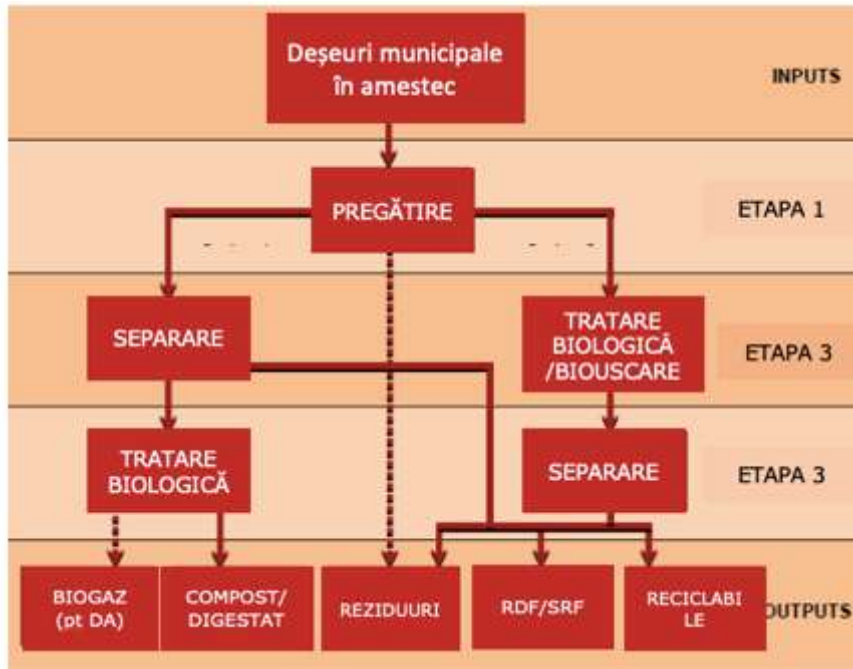 Deșeuri municipale
în amestec
INPUTS
PREGĂTIRE
ETAPA 1
SEPARARE
TRATARE
BIOLOGICĂ
/BIOUSCARE
ETAPA 3
TRATARE
BIOLOGICĂ
SEPARARE
ETAPA 3
BIOGAZ
(pt DA)
COMPOST/
DIGESTAT
REZIDUURI
RDF/SRF
RECICLABI
LE
OUTPUTS